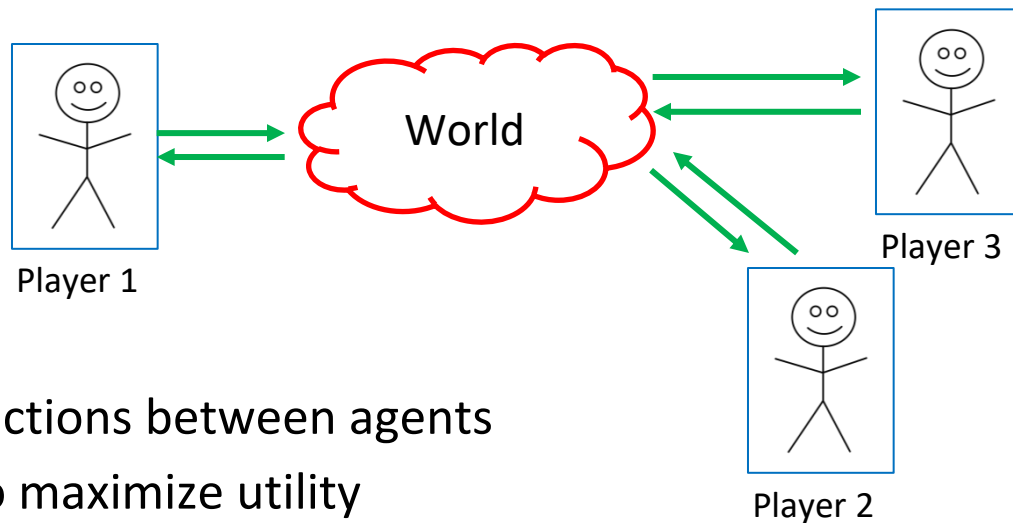 World
Player 1
Player 3
ctions between agents
o maximize utility
Player 2